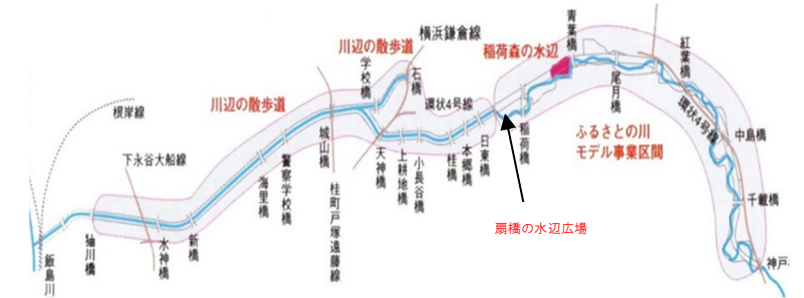 根岸線
下永谷大船線
飯島川
㹨川橋
水神橋
新橋
川辺の散歩道
海里橋
警察学校橋
城山橋
桂町戸塚遠藤線
川辺の散歩道
学校橋
石橋
横浜鎌倉線
環状4号線
天神橋
上耕地橋
小長谷橋
桂橋
本郷橋
日東橋
稲荷橋
扇橋の水辺広場
稲荷森の水辺
青葉橋
尾月橋
ふるさとの川
モデル事業区間
紅葉橋
環状4号線
中島橋
千載橋
神戸